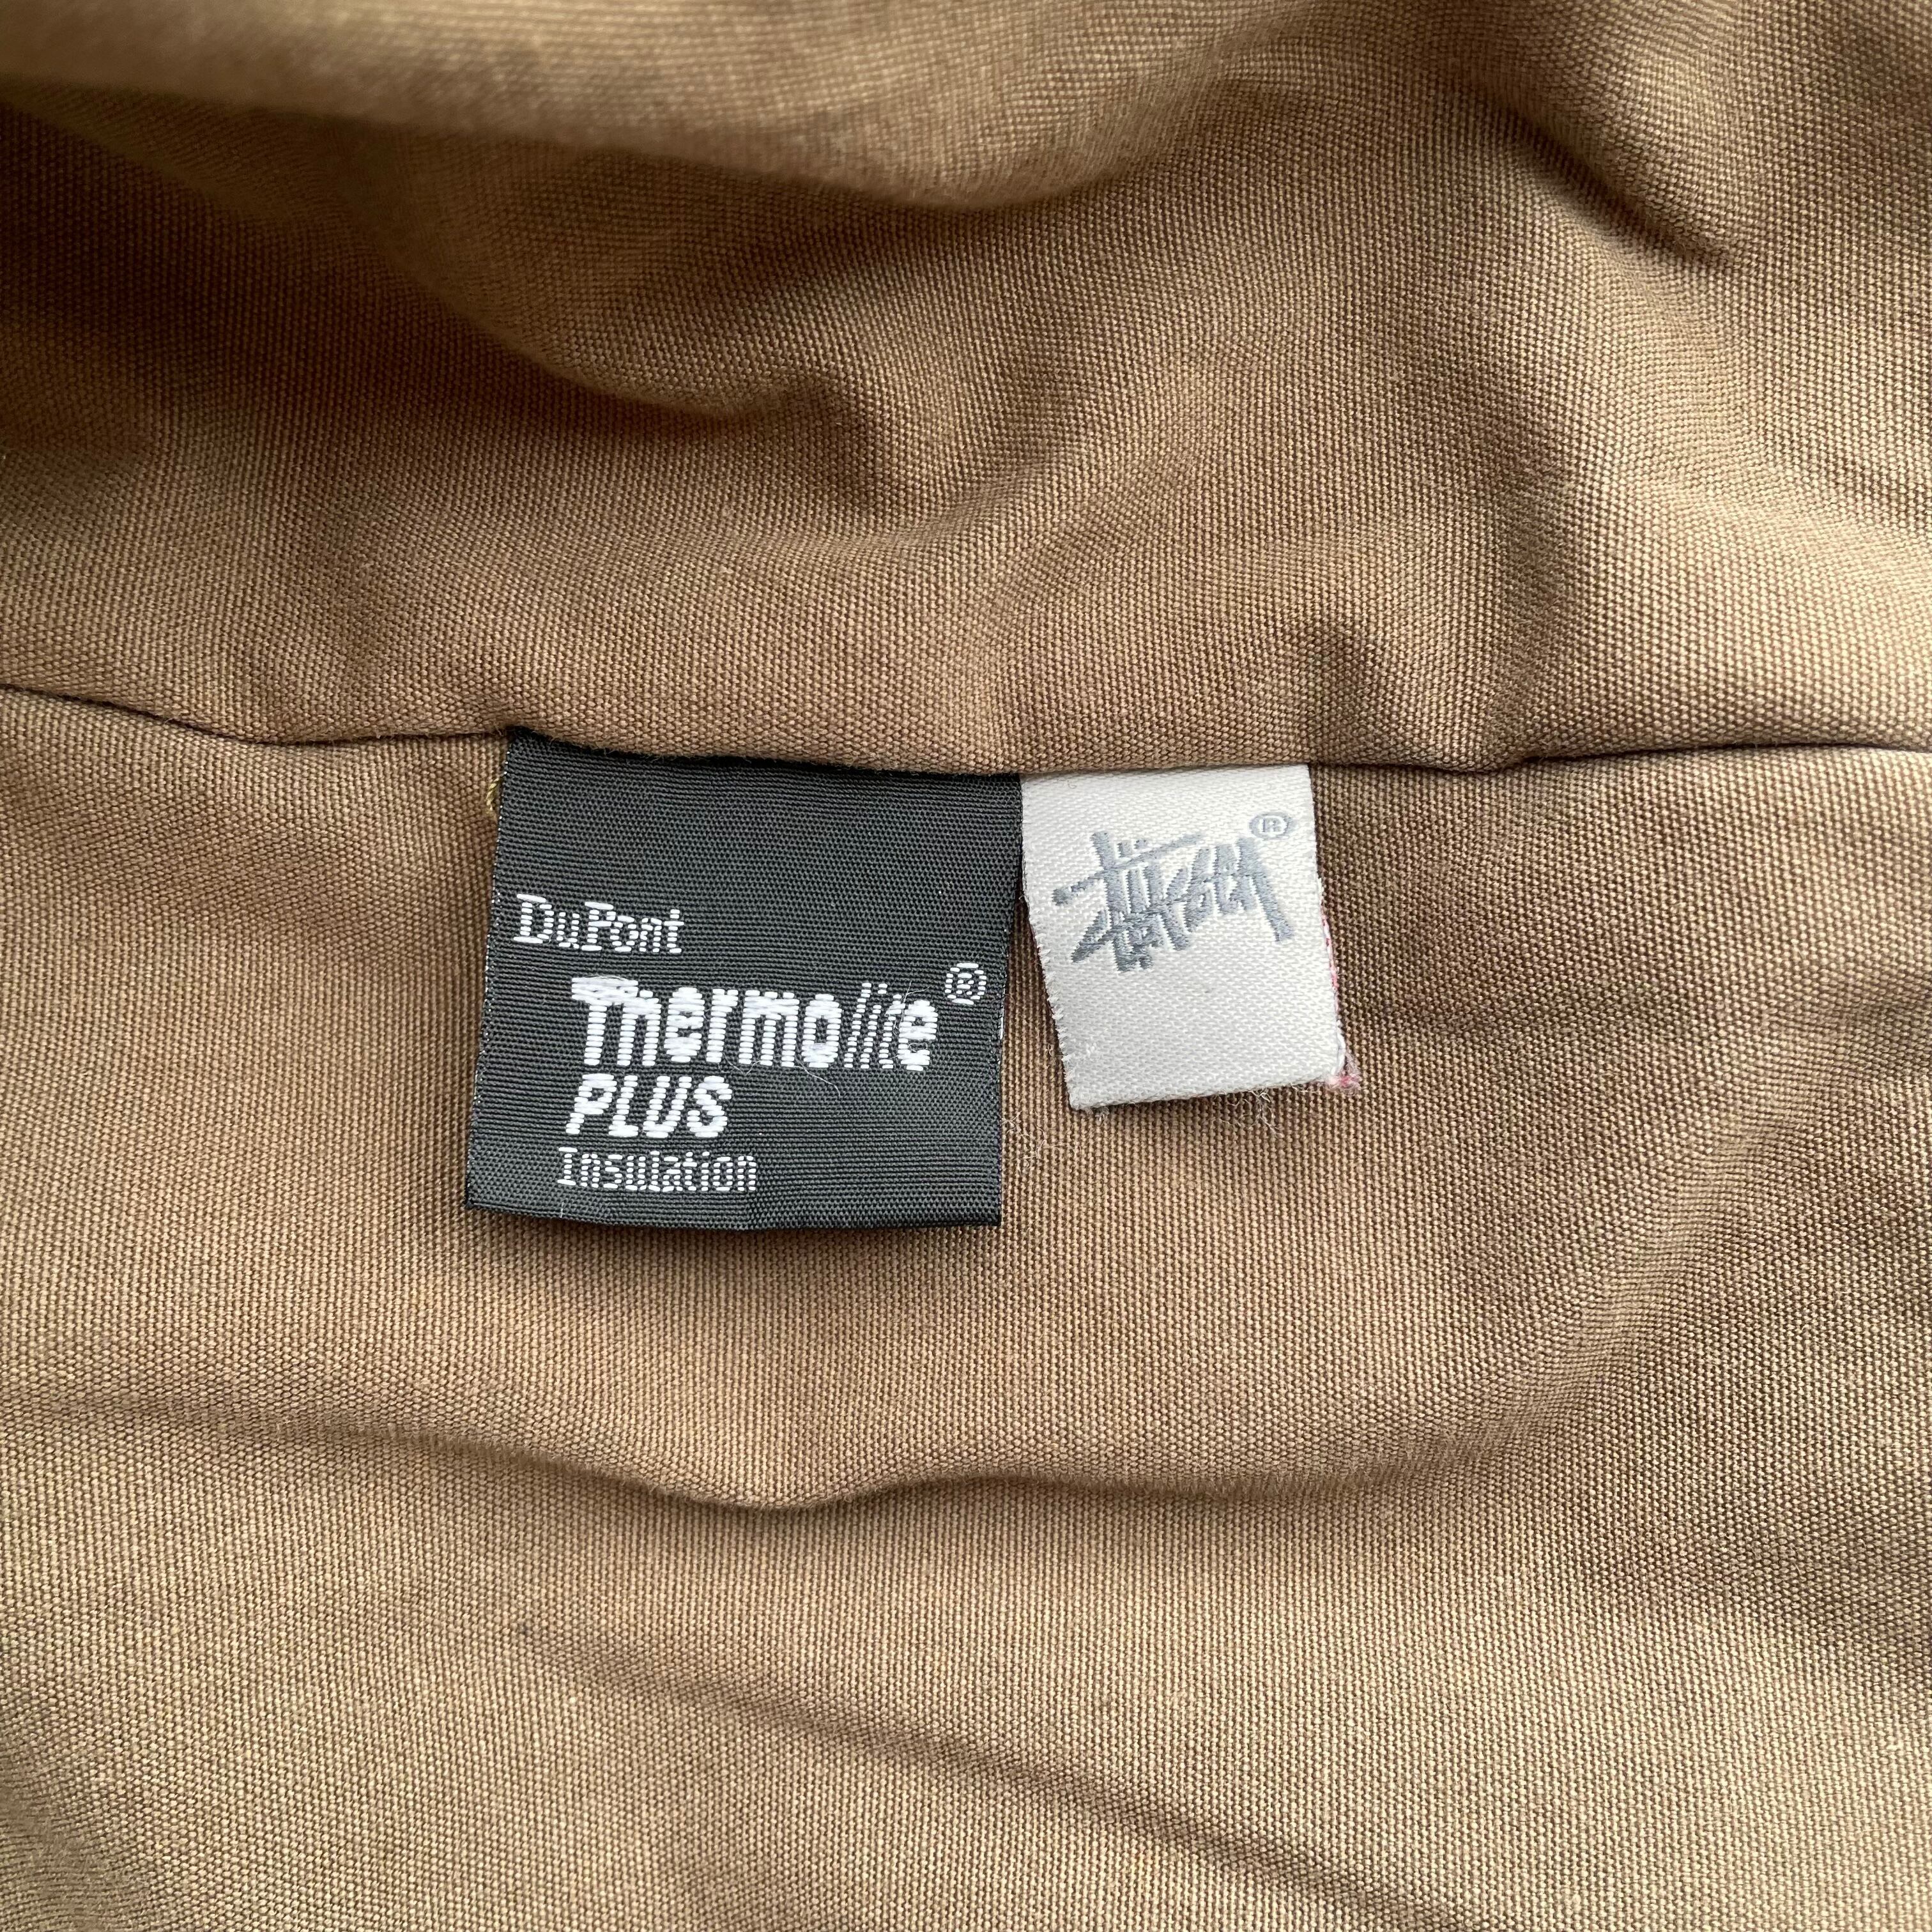 DuPont
Thermolite®
PLUS
Insulation
Stüssy®